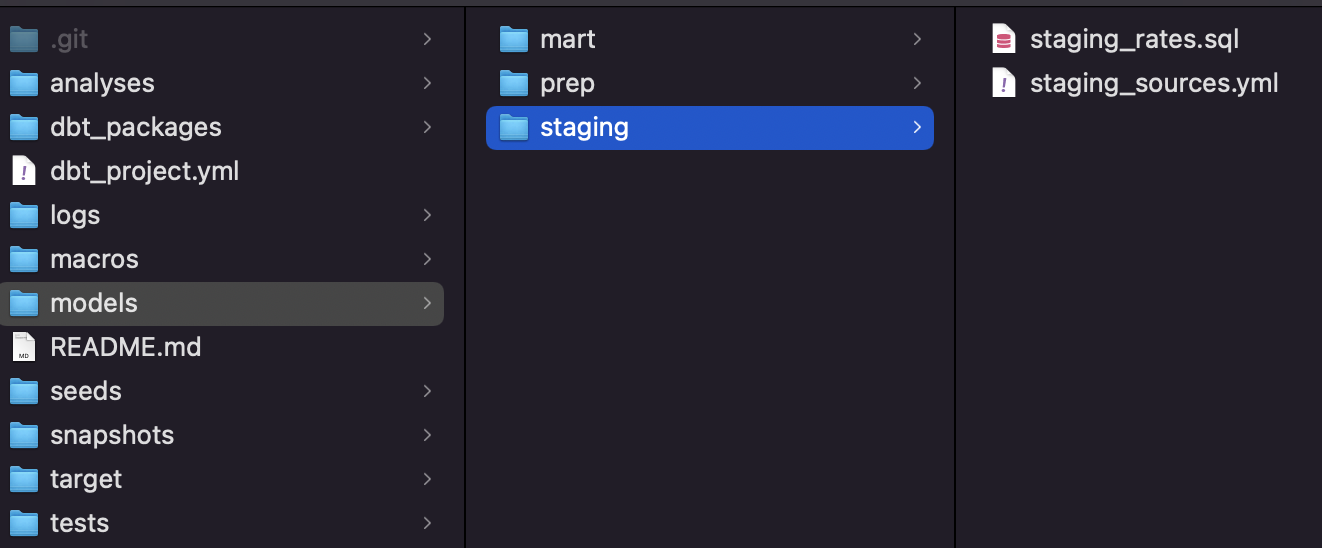 .git
analyses
dbt_packages
dbt_project.yml
logs
macros
models
README.md
seeds
snapshots
target
tests
mart
prep
staging
staging_rates.sql
staging_sources.yml
MD